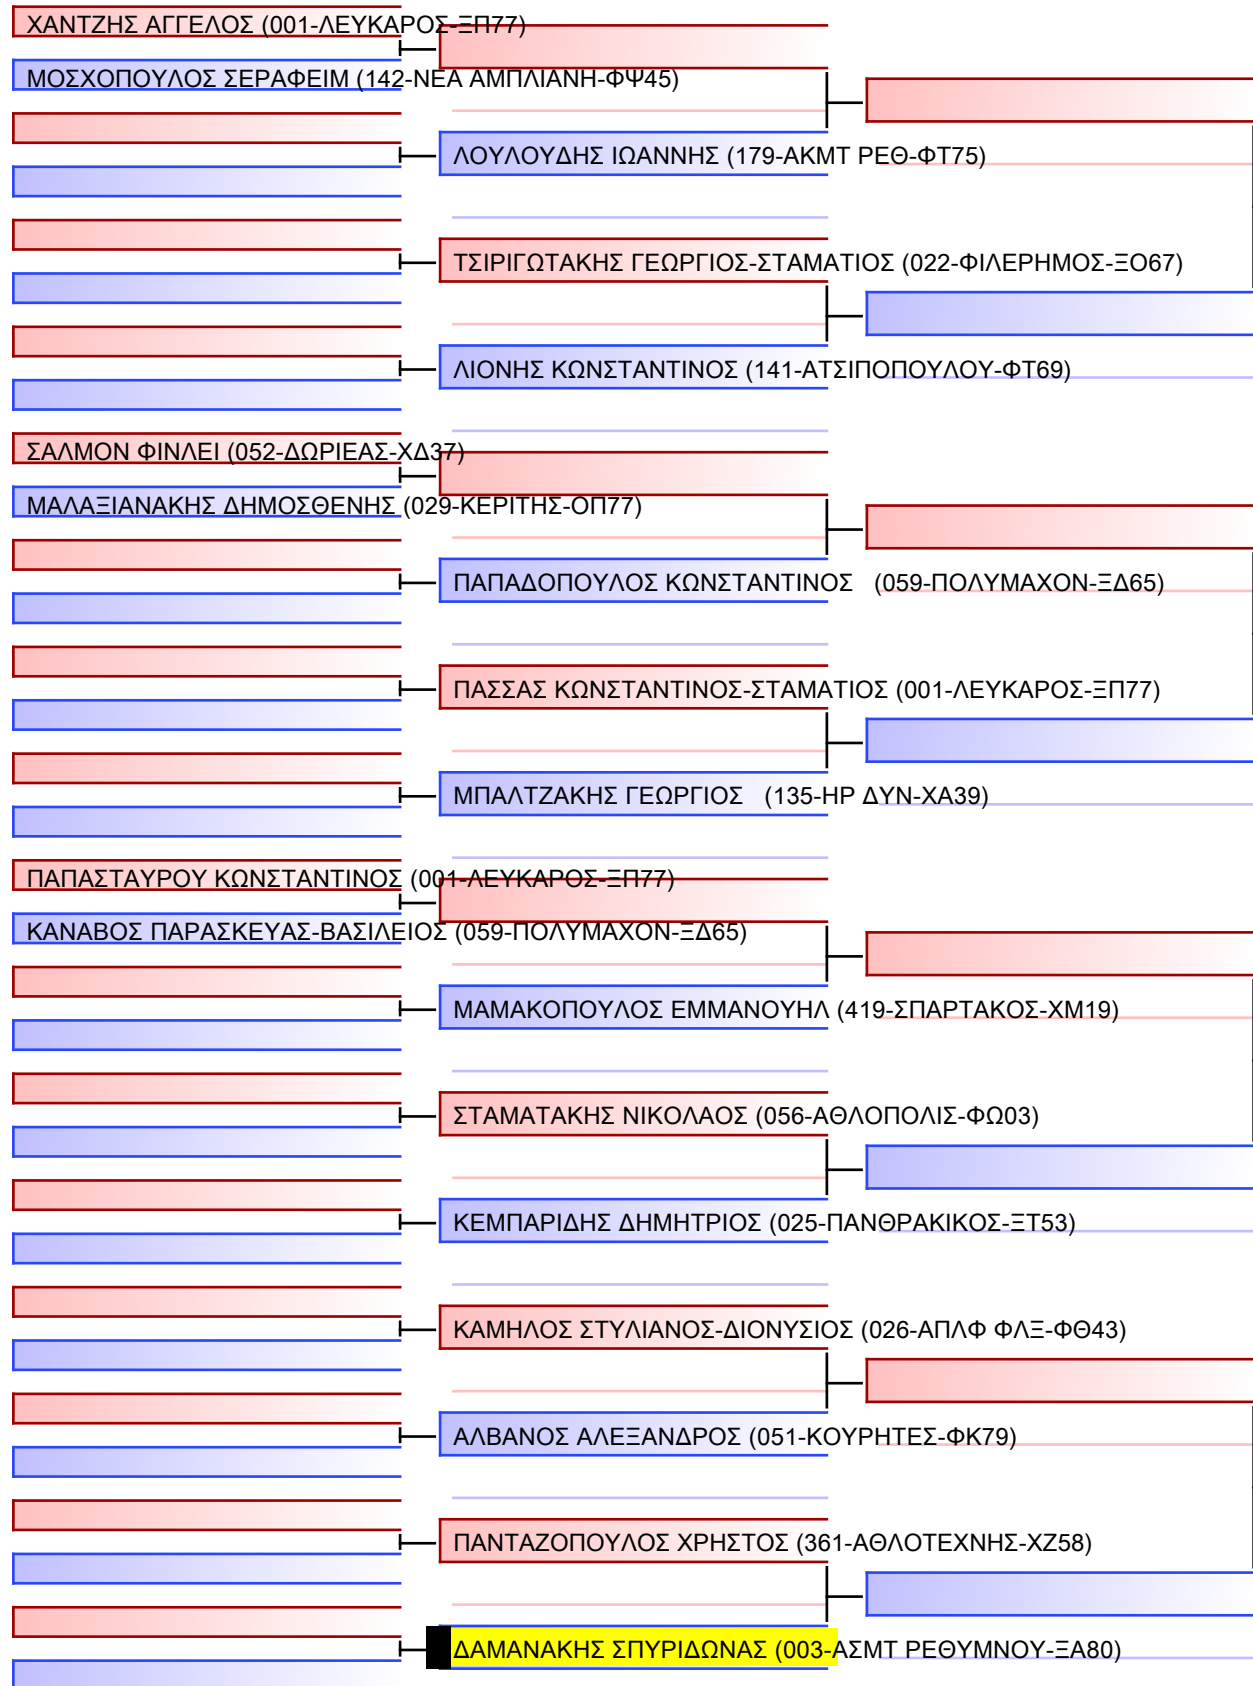 ΧΑΝΤΖΗΣ ΑΓΓΕΛΟΣ (001-ΛΕΥΚΑΡΟΣ-ΞΠ77)
ΜΟΣΧΟΠΟΥΛΟΣ ΣΕΡΑΦΕΙΜ (142-ΝΕΑ ΑΜΠΛΙΑΝΗ-ΦΨ45)
ΛΟΥΛΟΥΔΗΣ ΙΩΑΝΝΗΣ (179-ΑΚΜΤ ΡΕΘ-ΦΤ75)
ΤΣΙΡΙΓΩΤΑΚΗΣ ΓΕΩΡΓΙΟΣ-ΣΤΑΜΑΤΙΟΣ (022-ΦΙΛΕΡΗΜΟΣ-ΞΟ67)
ΛΙΟΝΗΣ ΚΩΝΣΤΑΝΤΙΝΟΣ (141-ΑΤΣΙΠΟΠΟΥΛΟΥ-ΦΤ69)
ΣΑΛΜΟΝ ΦΙΝΛΕΙ (052-ΔΩΡΙΕΑΣ-ΧΔ37)
ΜΑΛΑΞΙΑΝΑΚΗΣ ΔΗΜΟΣΘΕΝΗΣ (029-ΚΕΡΙΤΗΣ-ΟΠ77)
ΠΑΠΑΔΟΠΟΥΛΟΣ ΚΩΝΣΤΑΝΤΙΝΟΣ (059-ΠΟΛΥΜΑΧΟΝ-ΞΔ65)
ΠΑΣΣΑΣ ΚΩΝΣΤΑΝΤΙΝΟΣ-ΣΤΑΜΑΤΙΟΣ (001-ΛΕΥΚΑΡΟΣ-ΞΠ77)
ΜΠΑΛΤΖΑΚΗΣ ΓΕΩΡΓΙΟΣ (135-ΗΡ ΔΥΝ-ΧΑ39)
ΠΑΠΑΣΤΑΥΡΟΥ ΚΩΝΣΤΑΝΤΙΝΟΣ (001-ΛΕΥΚΑΡΟΣ-ΞΠ77)
ΚΑΝΑΒΟΣ ΠΑΡΑΣΚΕΥΑΣ-ΒΑΣΙΛΕΙΟΣ (059-ΠΟΛΥΜΑΧΟΝ-ΞΔ65)
ΜΑΜΑΚΟΠΟΥΛΟΣ ΕΜΜΑΝΟΥΗΛ (419-ΣΠΑΡΤΑΚΟΣ-ΧΜ19)
ΣΤΑΜΑΤΑΚΗΣ ΝΙΚΟΛΑΟΣ (056-ΑΘΛΟΠΟΛΙΣ-ΦΩ03)
ΚΕΜΠΑΡΙΔΗΣ ΔΗΜΗΤΡΙΟΣ (025-ΠΑΝΘΡΑΚΙΚΟΣ-ΞΤ53)
ΚΑΜΗΛΟΣ ΣΤΥΛΙΑΝΟΣ-ΔΙΟΝΥΣΙΟΣ (026-ΑΠΛΦ ΦΛΞ-ΦΘ43)
ΑΛΒΑΝΟΣ ΑΛΕΞΑΝΔΡΟΣ (051-ΚΟΥΡΗΤΕΣ-ΦΚ79)
ΠΑΝΤΑΖΟΠΟΥΛΟΣ ΧΡΗΣΤΟΣ (361-ΑΘΛΟΤΕΧΝΗΣ-ΧΖ58)
ΔΑΜΑΝΑΚΗΣ ΣΠΥΡΙΔΩΝΑΣ (003-ΑΣΜΤ ΡΕΘΥΜΝΟΥ-ΞΑ80)